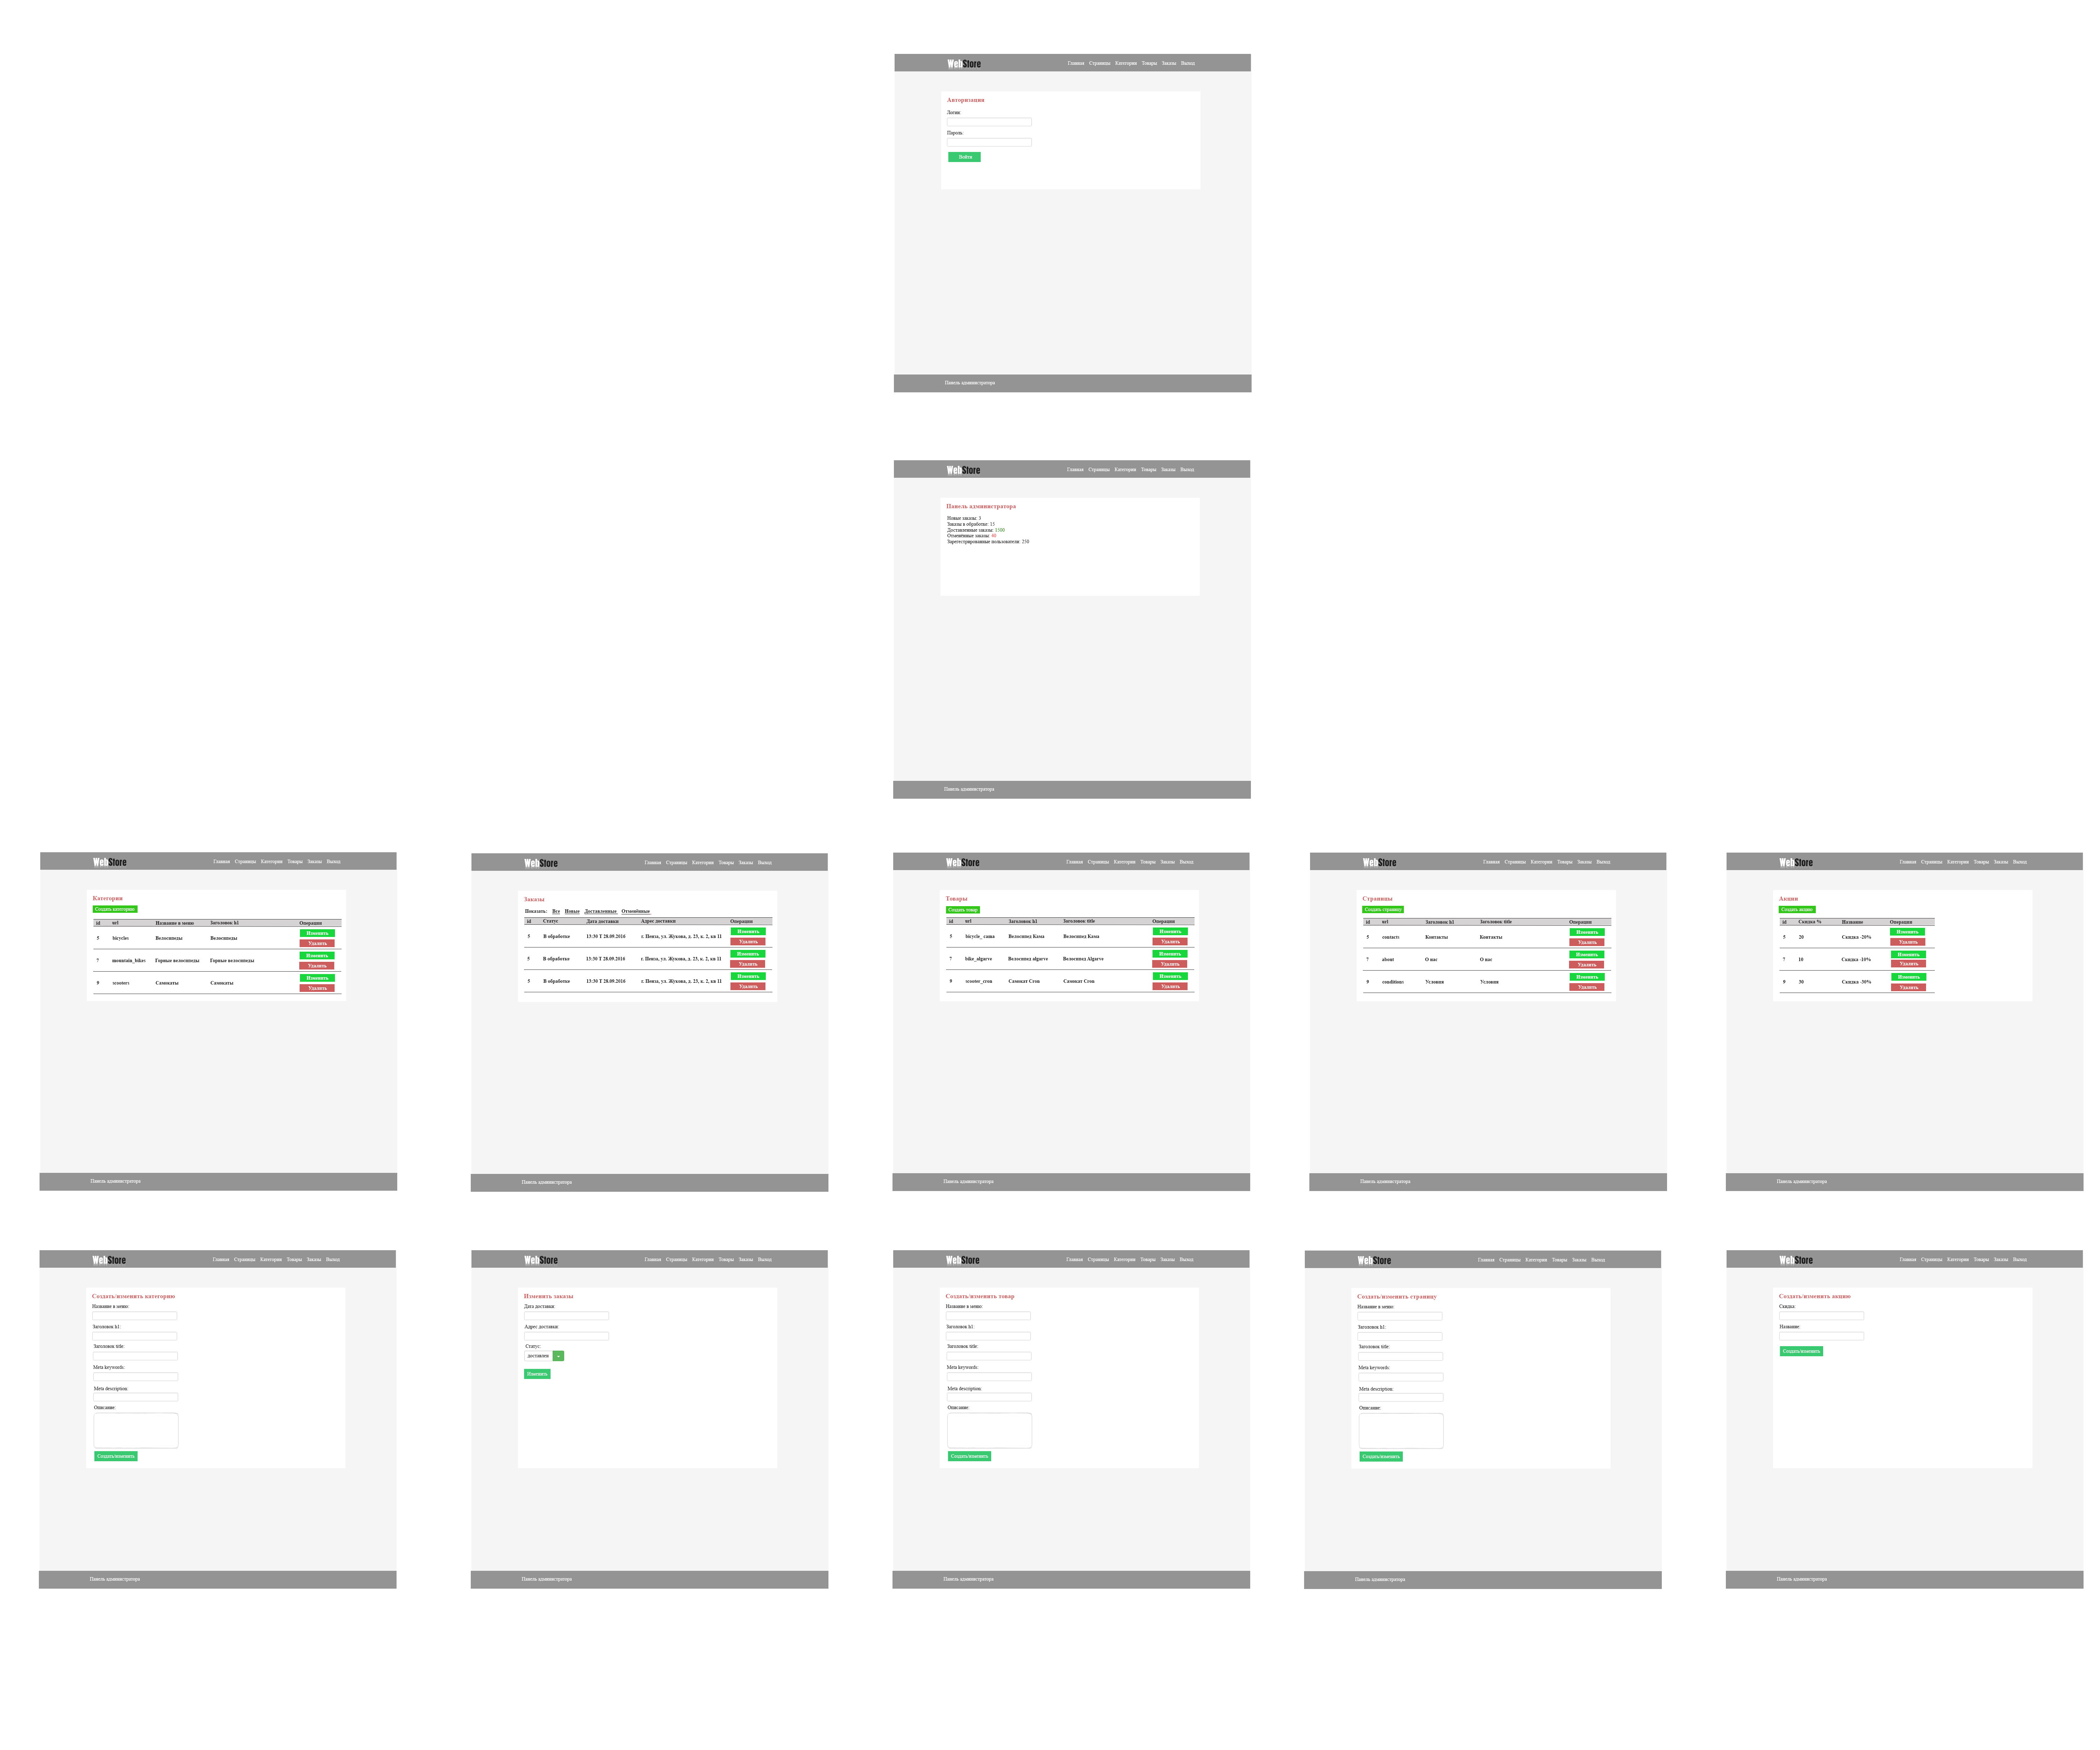 WebStore Главная Страницы Категории Товары Заказы Выход
Авторизация
Логин:
Пароль:
Войти
Панель администратора
WebStore Главная Страницы Категории Товары Заказы Выход
Панель администратора
Новые заказы: 3
Заказы в обработке: 15
Доставленные заказы: 1500
Отменённые заказы: 40
Зарегестрированные пользователи: 250
Панель администратора
WebStore Главная Страницы Категории Товары Заказы Выход
Категории
Создать категорию
id url Название в меню Заголовок h1 Операции
5 bicycles Велосипеды Велосипеды Изменить
Удалить
7 mountain_bikes Горные велосипеды Горные велосипеды Изменить
Удалить
9 scooters Самокаты Самокаты Изменить
Удалить
Панель администратора
WebStore Главная Страницы Категории Товары Заказы Выход
Заказы
Показать: Все Новые Доставленные Отменённые
id Статус Дата доставки Адрес доставки Операции
3 В обработке 13:30 T 28.09.2016 г. Пенза, ул. Жукова, д. 23, к. 2, кв 11 Изменить
Удалить
5 В обработке 13:30 T 28.09.2016 г. Пенза, ул. Жукова, д. 23, к. 2, кв 11 Изменить
Удалить
5 В обработке 13:30 T 28.09.2016 г. Пенза, ул. Жукова, д. 23, к. 2, кв 11 Изменить
Удалить
Панель администратора
WebStore Главная Страницы Категории Товары Заказы Выход
Товары
Создать товар
id url Заголовок h1 Заголовок title Операции
5 bicycle_ Велосипед Кама Велосипед Кама Изменить
Удалить
7 bike_algarve Велосипед algarve Велосипед Algarve Изменить
Удалить
9 Самокат Cron Самокат Cron Изменить
Удалить
Панель администратора
WebStore Главная Страницы Категории Товары Заказы Выход
Страницы
Создать страницу
id url Заголовок h1 Заголовок title Операции
5 contacts Контакты Контакты Изменить
Удалить
7 about О нас О нас Изменить
Удалить
9 conditions Условия Условия Изменить
Удалить
Панель администратора
WebStore Главная Страницы Категории Товары Заказы Выход
Акции
Создать акцию
id Скидка % Название Операции
5 20 Скидка -20% Изменить
Удалить
7 10 Скидка -10% Изменить
Удалить
9 30 Скидка -30% Изменить
Удалить
Панель администратора
WebStore Главная Страницы Категории Товары Заказы Выход
Создать/изменить категорию
Название в меню:
Заголовок h1:
Заголовок title:
Meta keywords:
Meta description:
Описание:
Создать/изменить
Панель администратора
WebStore Главная Страницы Категории Товары Заказы Выход
Изменить заказы
Дата доставки:
Адрес доставки:
Статус:
доставлен
Изменить
Панель администратора
WebStore Главная Страницы Категории Товары Заказы Выход
Создать/изменить товар
Название в меню:
Заголовок h1:
Заголовок title:
Meta keywords:
Meta description:
Описание:
Создать/изменить
Панель администратора
WebStore Главная Страницы Категории Товары Заказы Выход
Создать/изменить страницу
Название в меню:
Заголовок h1:
Заголовок title:
Meta keywords:
Meta description:
Описание:
Создать/изменить
Панель администратора
WebStore Главная Страницы Категории Товары Заказы Выход
Создать/изменить акцию
Скидка:
Название:
Создать/изменить
Панель администратора